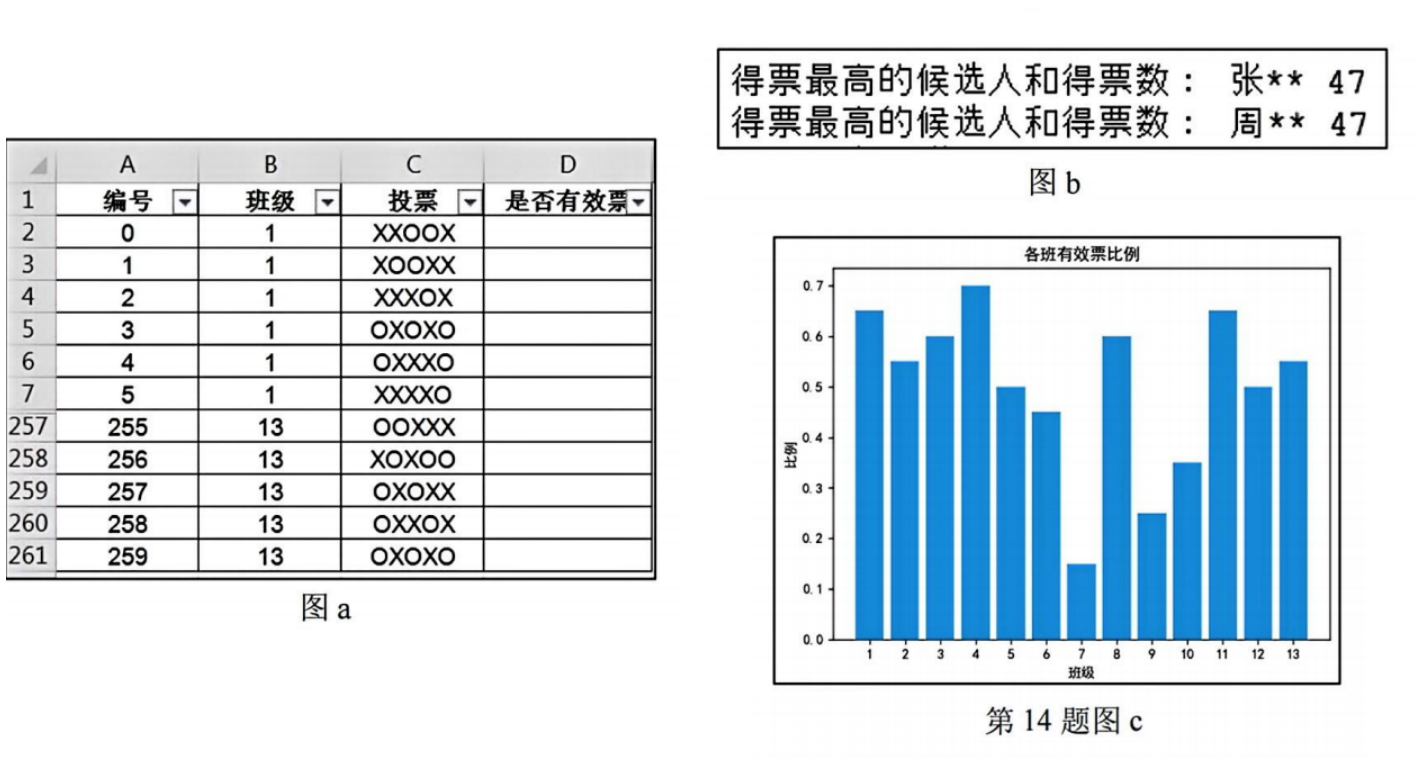 A B C D
1 编号 班级 投票 是否有效票
2 0 1 XXOOX
3 1 1 XOOXX
4 2 1 XXXOX
5 3 1 OXOXO
6 4 1 OXXXO
7 5 1 XXXXO
257 255 13 OOXXX
258 256 13 XOXOO
259 257 13 OXOXX
260 258 13 OXXOX
261 259 13 OXOXO
图 a
得票最高的候选人和得票数： 张** 47
得票最高的候选人和得票数： 周** 47
图 b
各班有效票比例
0.7
0.6
0.5
0.4
0.3
0.2
0.1
0.0
比例
1 2 3 4 5 6 7 8 9 10 11 12 13
班级
第 14 题图 c